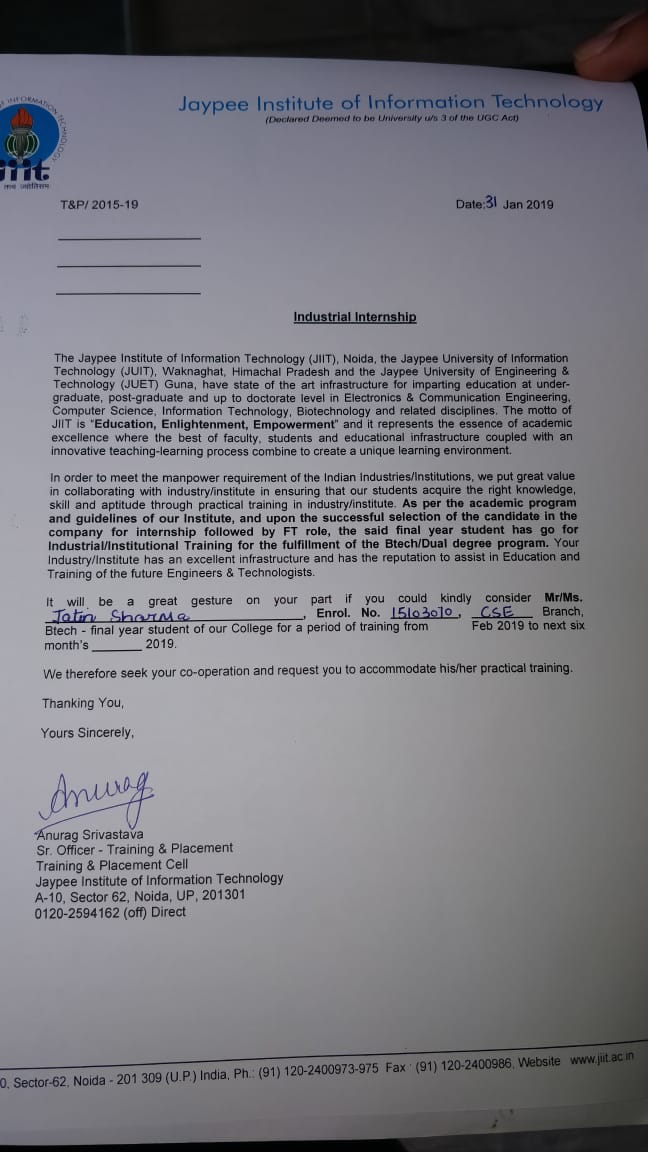 E INFORMATION TECHNOLOGY
jiit
Jaypee Institute of Information Technology
(Declared Deemed to be University u/s 3 of the UGC Act)
T&P/ 2015-19
Date:31 Jan 2019
Industrial Internship
The Jaypee Institute of Information Technology (JIIT), Noida, the Jaypee University of Information
Technology (JUIT), Waknaghat, Himachal Pradesh and the Jaypee University of Engineering &
Technology (JUET) Guna, have state of the art infrastructure for imparting education at under-
graduate, post-graduate and up to doctorate level in Electronics & Communication Engineering,
Computer Science, Information Technology, Biotechnology and related disciplines. The motto of
JIIT is "Education, Enlightenment, Empowerment" and it represents the essence of academic
excellence where the best of faculty, students and educational infrastructure coupled with an
innovative teaching-learning process combine to create a unique learning environment.
In order to meet the manpower requirement of the Indian Industries/Institutions, we put great value
in collaborating with industry/institute in ensuring that our students acquire the right knowledge,
skill and aptitude through practical training in industry/institute. As per the academic program
and guidelines of our Institute, and upon the successful selection of the candidate in the
company for internship followed by FT role, the said final year student has go for
Industrial/Institutional Training for the fulfillment of the Btech/Dual degree program. Your
Industry/Institute has an excellent infrastructure and has the reputation to assist in Education and
Training of the future Engineers & Technologists.
It will be a great gesture on your part if you could kindly consider Mr/Ms.
Jatin Sharma, Enrol. No. 15103070, CSE Branch,
Btech - final year student of our College for a period of training from Feb 2019 to next six
month's ______ 2019.
We therefore seek your co-operation and request you to accommodate his/her practical training.
Thanking You,
Yours Sincerely,
Anurag
Anurag Srivastava
Sr. Officer - Training & Placement
Training & Placement Cell
Jaypee Institute of Information Technology
A-10, Sector 62, Noida, UP, 201301
0120-2594162 (off) Direct
0, Sector-62, Noida - 201 309 (U.P.) India, Ph.: (91) 120-2400973-975 Fax : (91) 120-2400986, Website www.jiit.ac.in